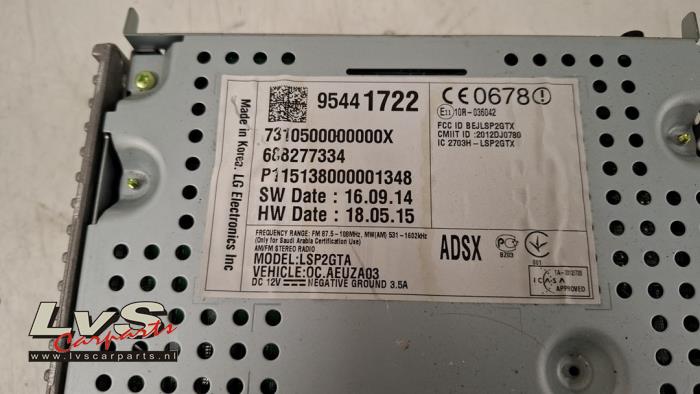 95441722
7310500000000X
688277334
P115138000001348
SW Date : 16.09.14
HW Date : 18.05.15
Made in Korea. LG Electronics Inc
CE0678
E11 10R-036042
FCC ID BEJLSP2GTX
CMIIT ID :2012DJ0780
IC 2703H-LSP2GTX
FREQUENCY RANGE: FM 87.5-108MHz, MW(AM) 531-1602kHz
(Only for Saudi Arabia Certification Use)
AM/FM STEREO RADIO
MODEL:LSP2GTA
VEHICLE:OC.AEUZA03
DC 12V NEGATIVE GROUND 3.5A
ADSX
BZ03
ICASA
APPROVED
LvS
Carparts
www.lvscarparts.nl